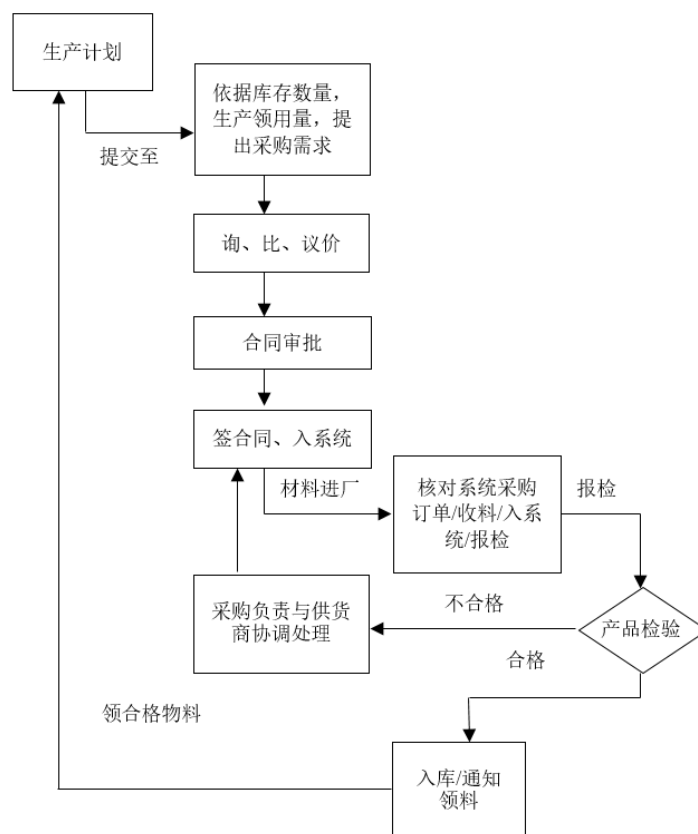 生产计划
依据库存数量，
生产领用量，提
出采购需求
提交至
询、比、议价
合同审批
签合同、入系统
材料进厂
核对系统采购
订单/收料/入系
统/报检
报检
采购负责与供货
商协调处理
不合格
产品检验
合格
领合格物料
入库/通知
领料